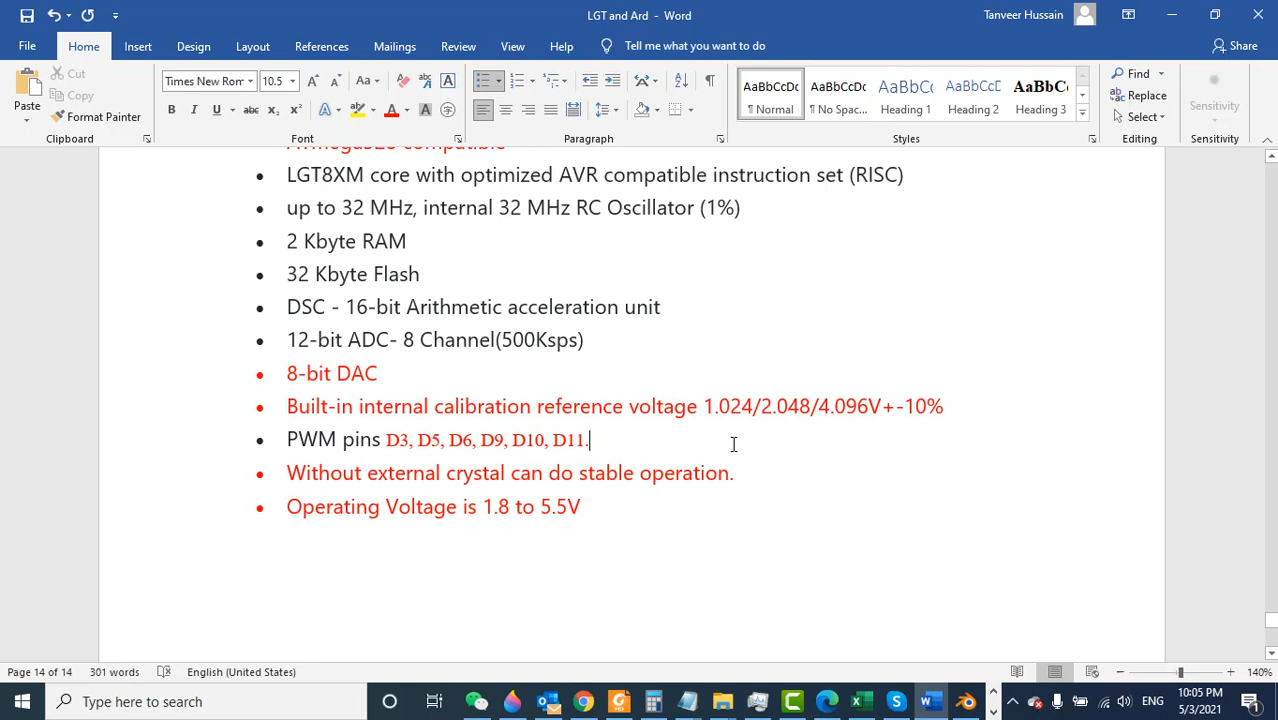 LGT and Ard - Word
Tanveer Hussain
File Home Insert Design Layout References Mailings Review View Help Tell me what you want to do Share
Paste Cut Copy Format Painter
Times New Ron 10.5
AaBbCcDc AaBbCcDc AaBbCc AaBbCcD AaBbCc
¶ Normal ¶ No Spac... Heading 1 Heading 2 Heading 3
Find Replace Select
Sensitivity
Clipboard Font Paragraph Styles Editing Sensitivity
ATmega328 compatible
• LGT8XM core with optimized AVR compatible instruction set (RISC)
• up to 32 MHz, internal 32 MHz RC Oscillator (1%)
• 2 Kbyte RAM
• 32 Kbyte Flash
• DSC - 16-bit Arithmetic acceleration unit
• 12-bit ADC- 8 Channel(500Ksps)
• 8-bit DAC
• Built-in internal calibration reference voltage 1.024/2.048/4.096V+-10%
• PWM pins D3, D5, D6, D9, D10, D11.
• Without external crystal can do stable operation.
• Operating Voltage is 1.8 to 5.5V
Page 14 of 14 301 words English (United States) 140%
Type here to search
ENG
10:05 PM
5/3/2021